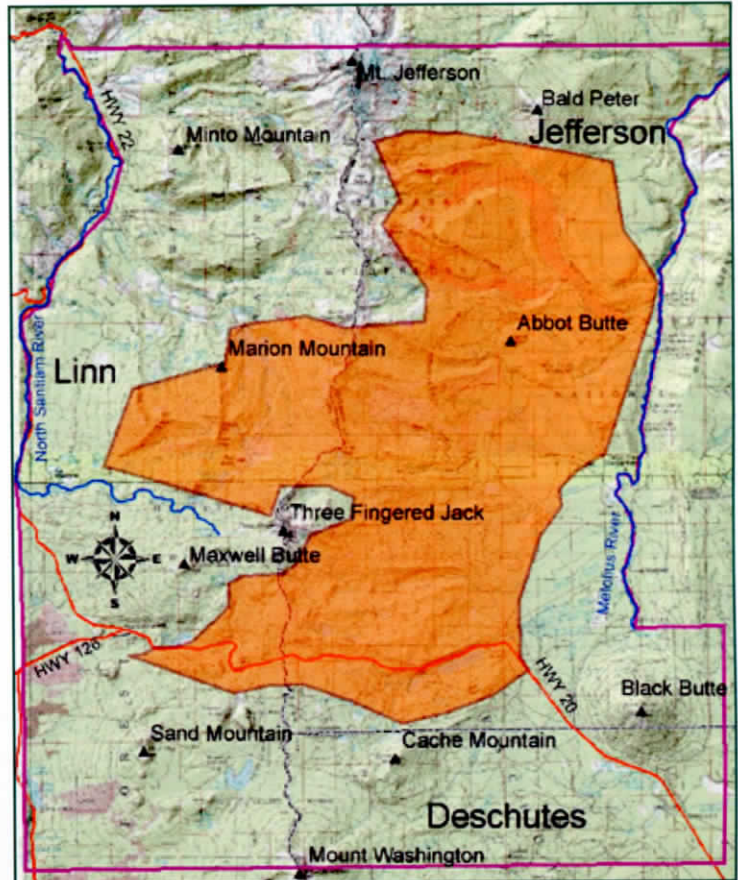 Mt. Jefferson
Bald Peter
Jefferson
HWY 22
Minto Mountain
Abbot Butte
Marion Mountain
Linn
North Santiam River
Three Fingered Jack
N
W E
S
Maxwell Butte
Metolius River
HWY 126
HWY 20
Black Butte
Sand Mountain
Cache Mountain
Deschutes
Mount Washington